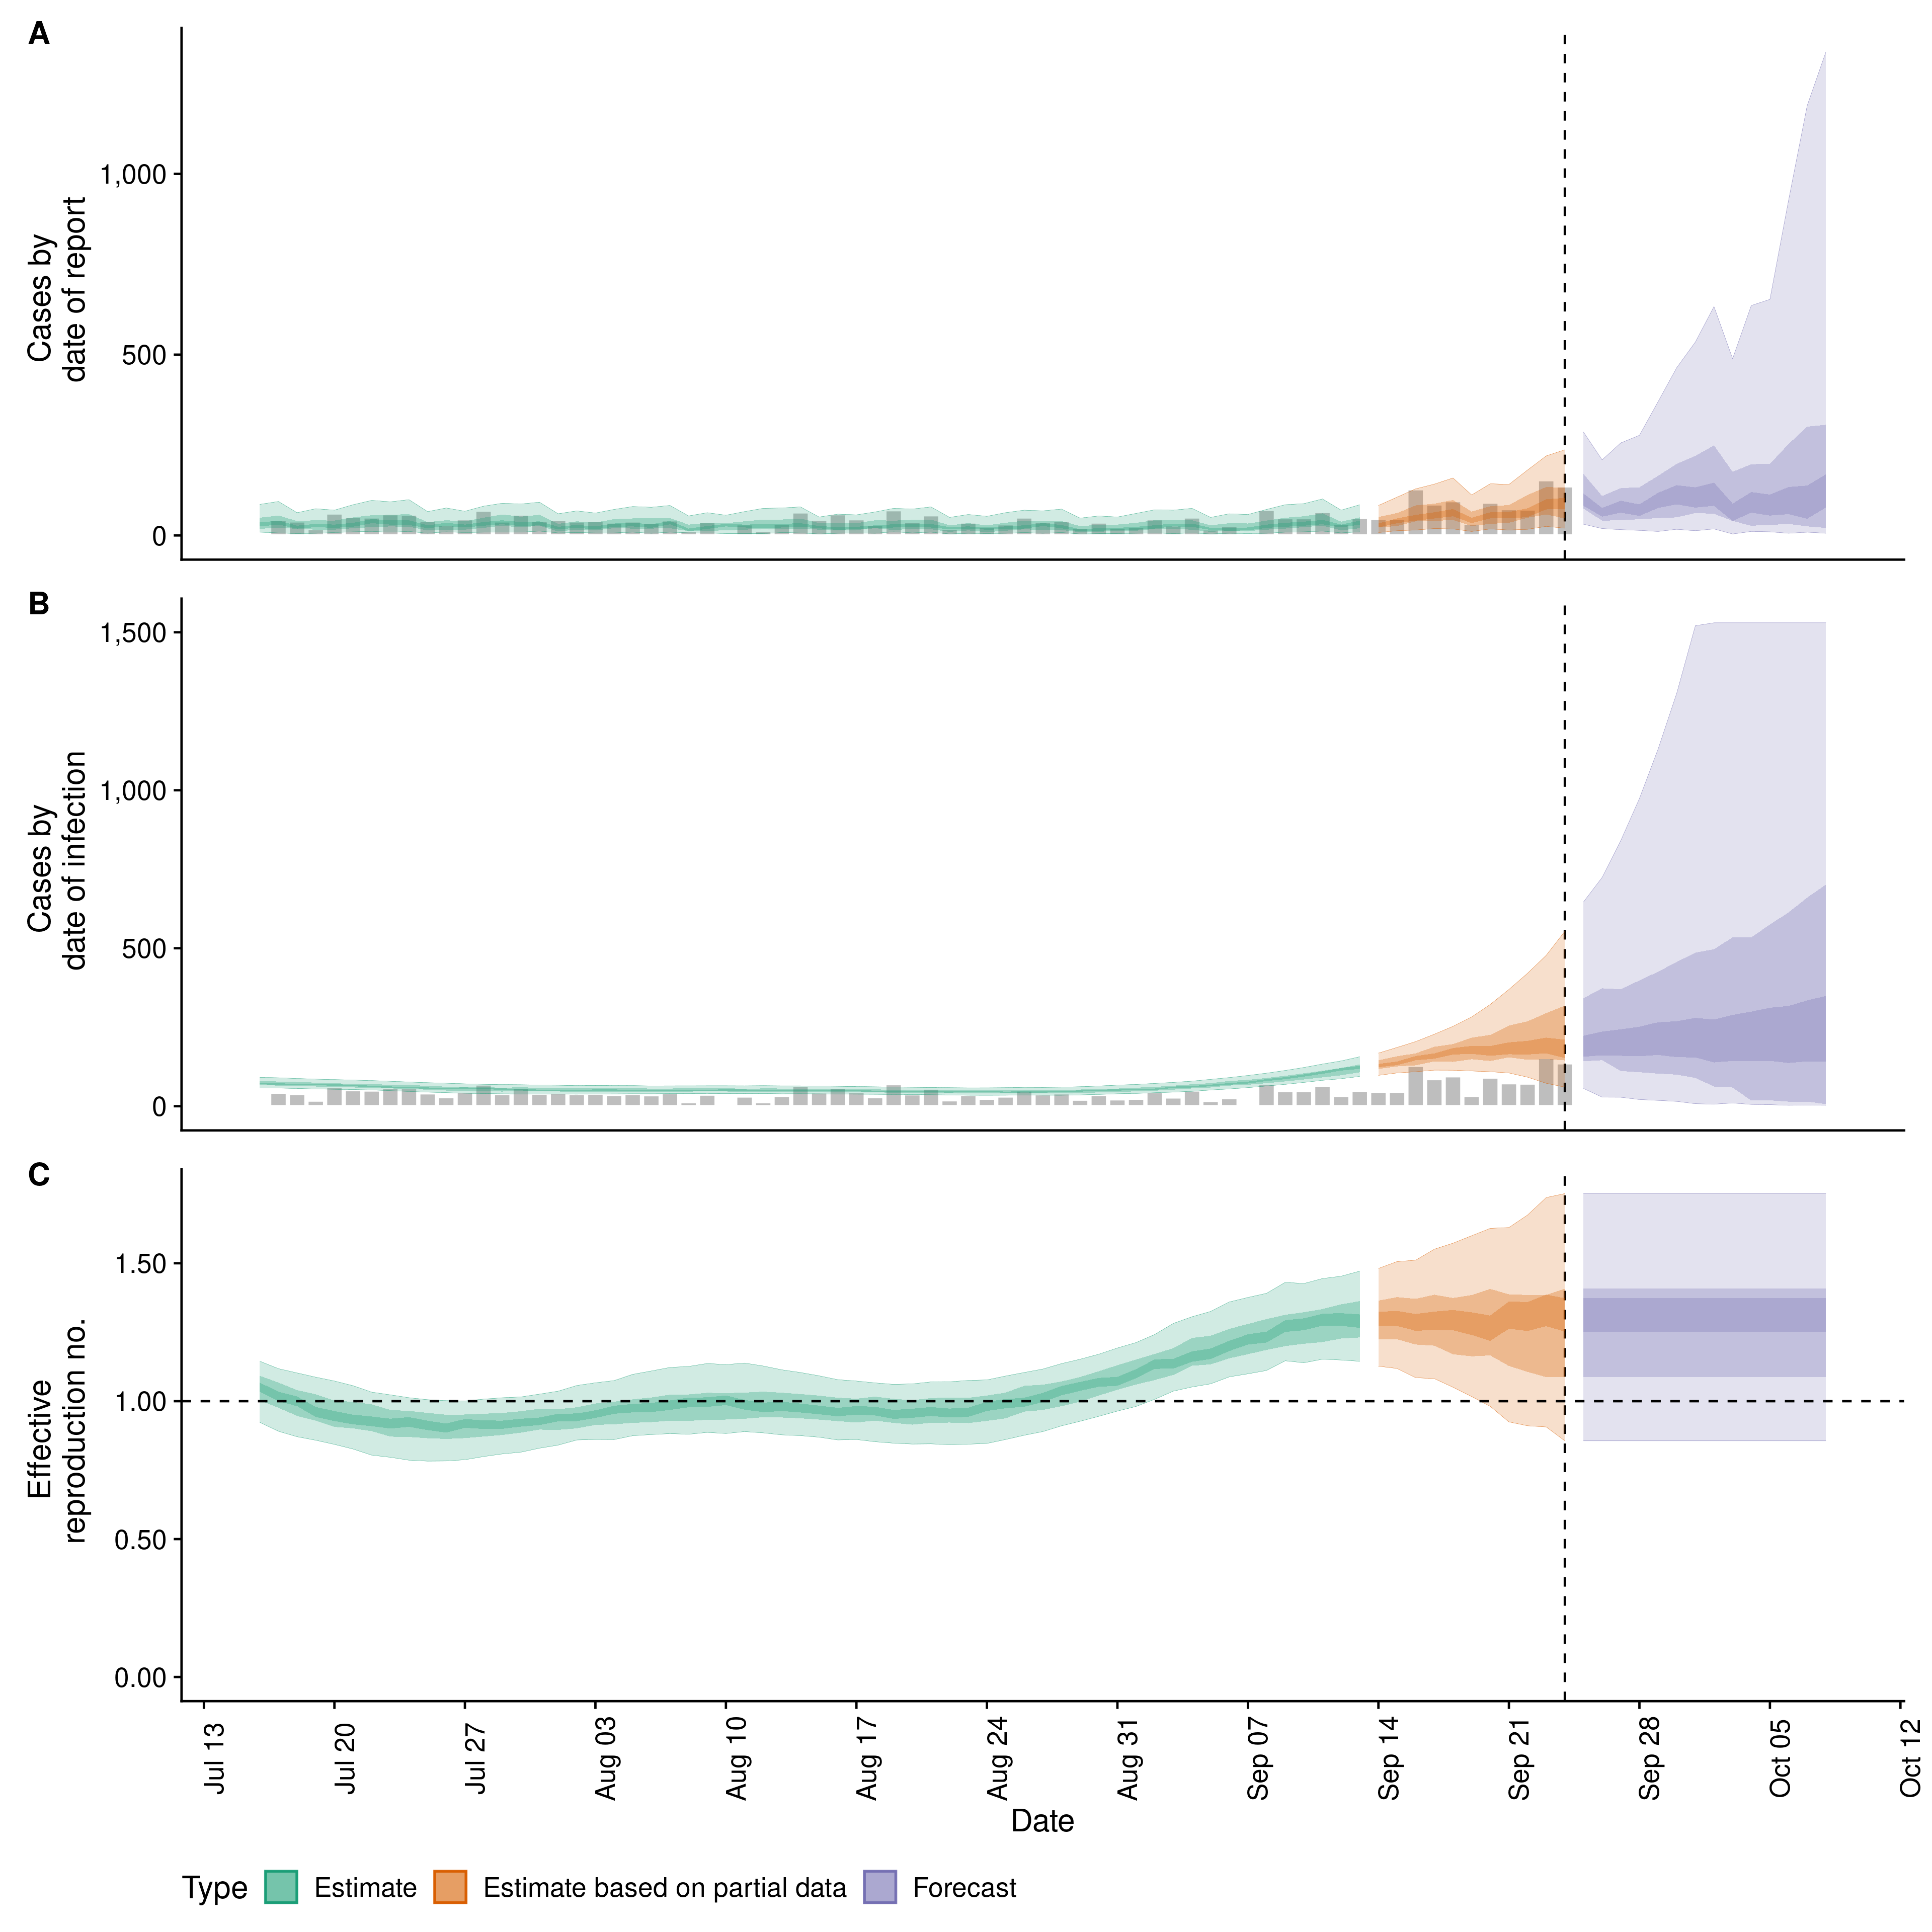 A
Cases by
date of report
1,000
500
0
B
Cases by
date of infection
1,500
1,000
500
0
C
Effective
reproduction no.
1.50
1.00
0.50
0.00
Jul 13
Jul 20
Jul 27
Aug 03
Aug 10
Aug 17
Aug 24
Aug 31
Sep 07
Sep 14
Sep 21
Sep 28
Oct 05
Oct 12
Date
Type Estimate Estimate based on partial data Forecast